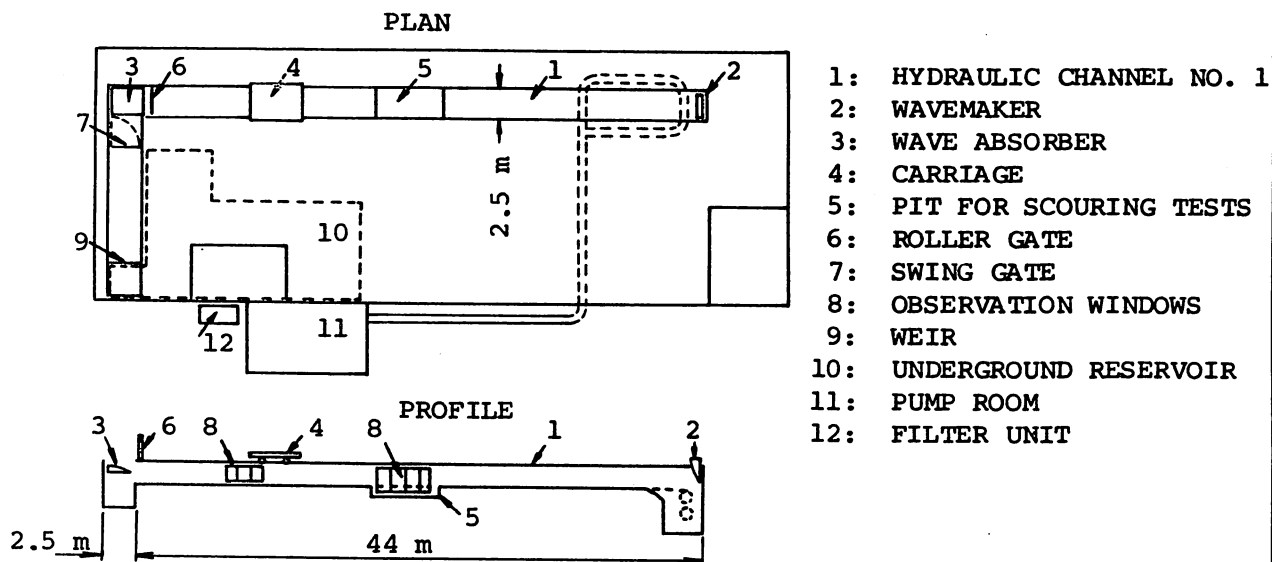 PLAN
3 6 4 5 1 2
7
2.5 m
9
10
12
11
PROFILE
3 6 8 4 8 1 2
5
2.5 m
44 m
1: HYDRAULIC CHANNEL NO. 1
2: WAVEMAKER
3: WAVE ABSORBER
4: CARRIAGE
5: PIT FOR SCOURING TESTS
6: ROLLER GATE
7: SWING GATE
8: OBSERVATION WINDOWS
9: WEIR
10: UNDERGROUND RESERVOIR
11: PUMP ROOM
12: FILTER UNIT